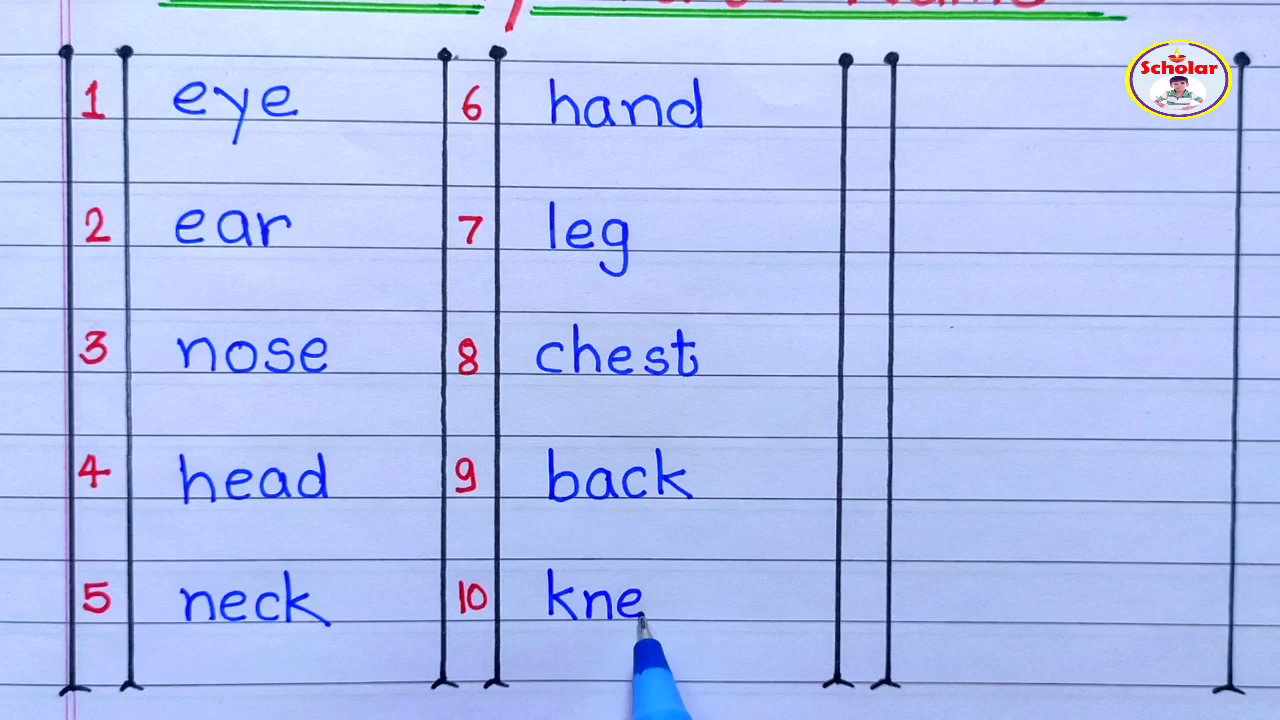 Name
Scholar
1 eye
2 ear
3 nose
4 head
5 neck
6 hand
7 leg
8 chest
9 back
10 kne